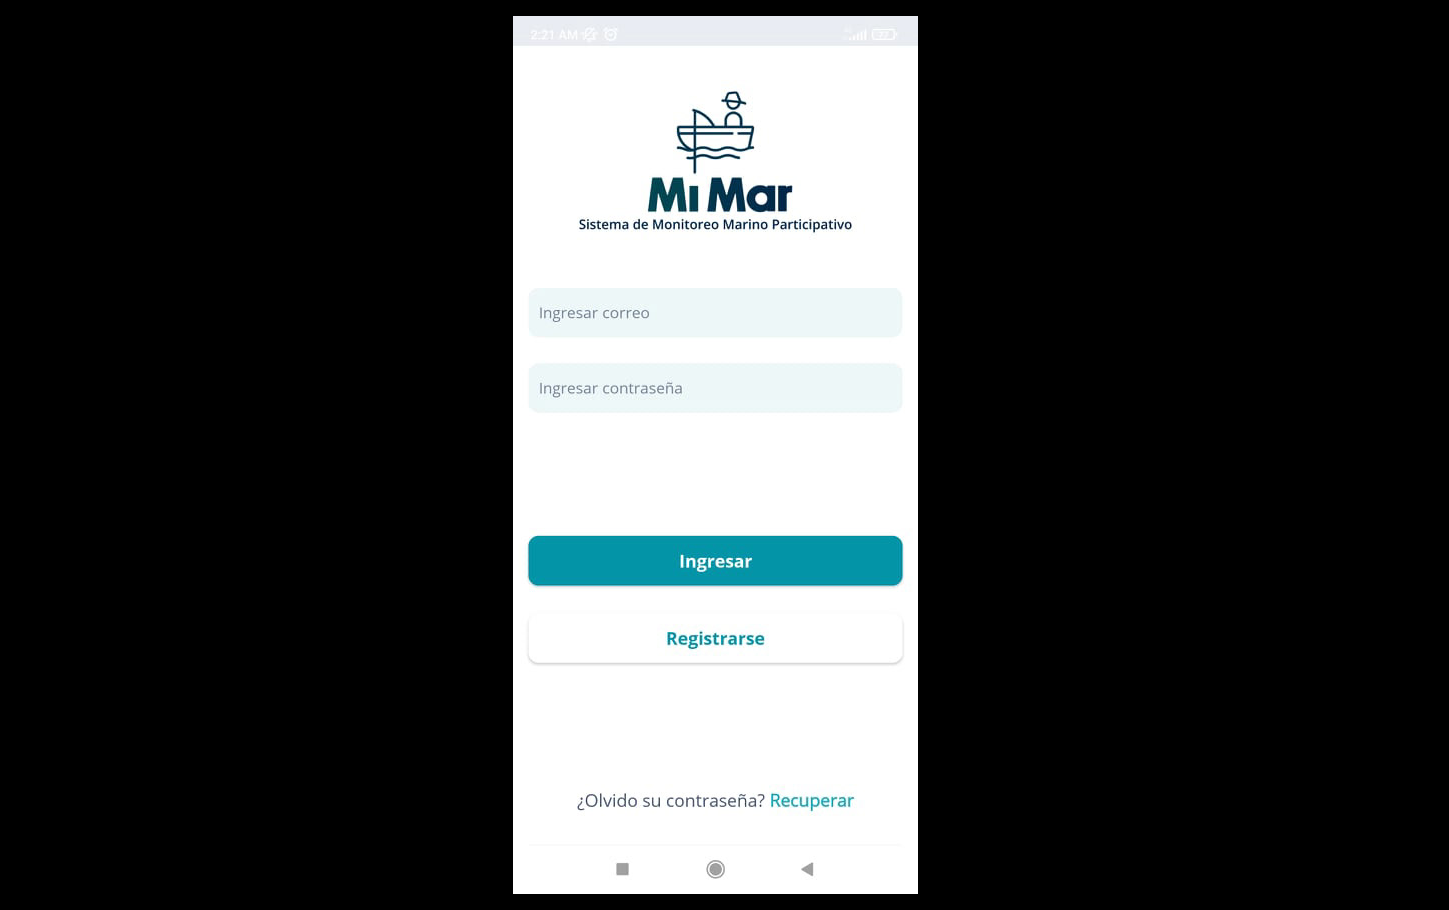 2:21 AM
Mi Mar
Sistema de Monitoreo Marino Participativo
Ingresar correo
Ingresar contraseña
Ingresar
Registrarse
¿Olvido su contraseña? Recuperar